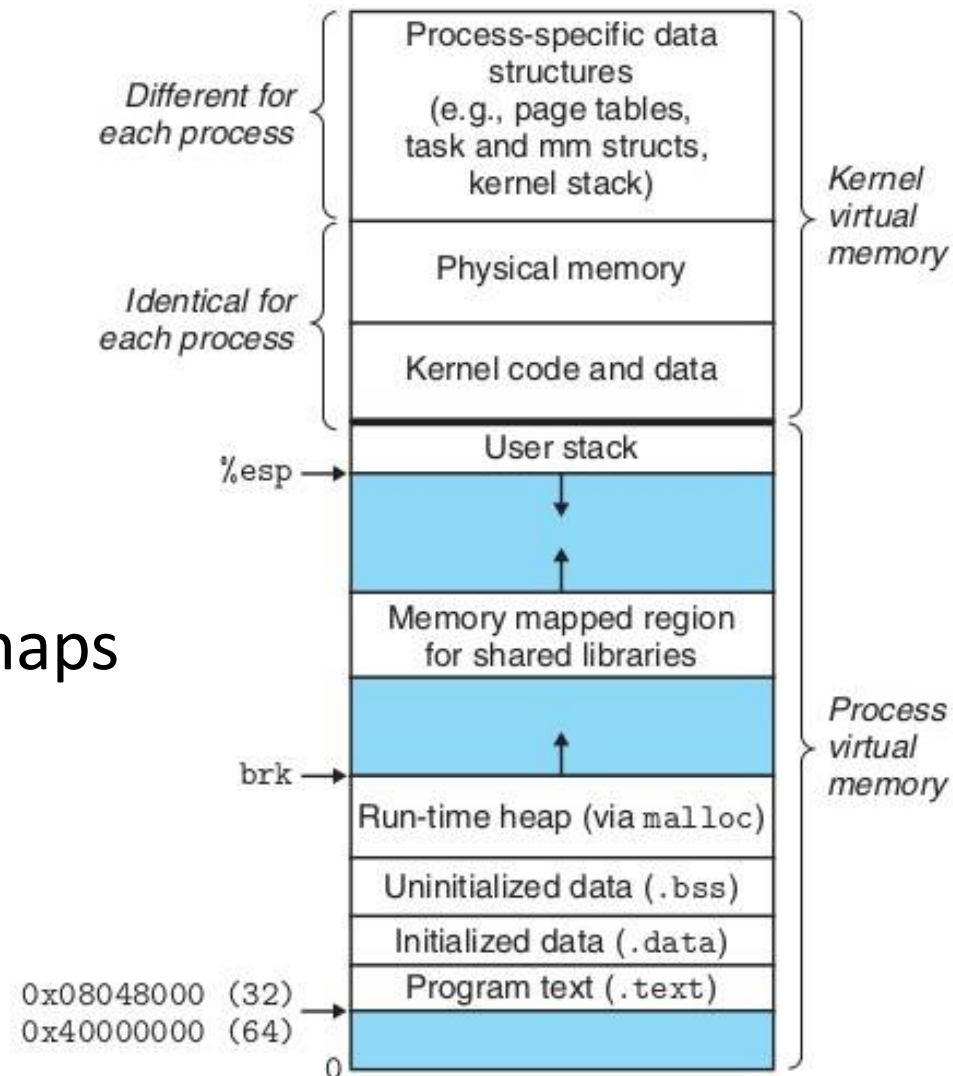 Process-specific data
structures
(e.g., page tables,
task and mm structs,
kernel stack)
Different for
each process
Kernel
virtual
memory
Physical memory
Identical for
each process
Kernel code and data
User stack
%esp
Memory mapped region
for shared libraries
Process
virtual
memory
brk
Run-time heap (via malloc)
Uninitialized data (.bss)
Initialized data (.data)
Program text (.text)
0x08048000 (32)
0x40000000 (64)
0